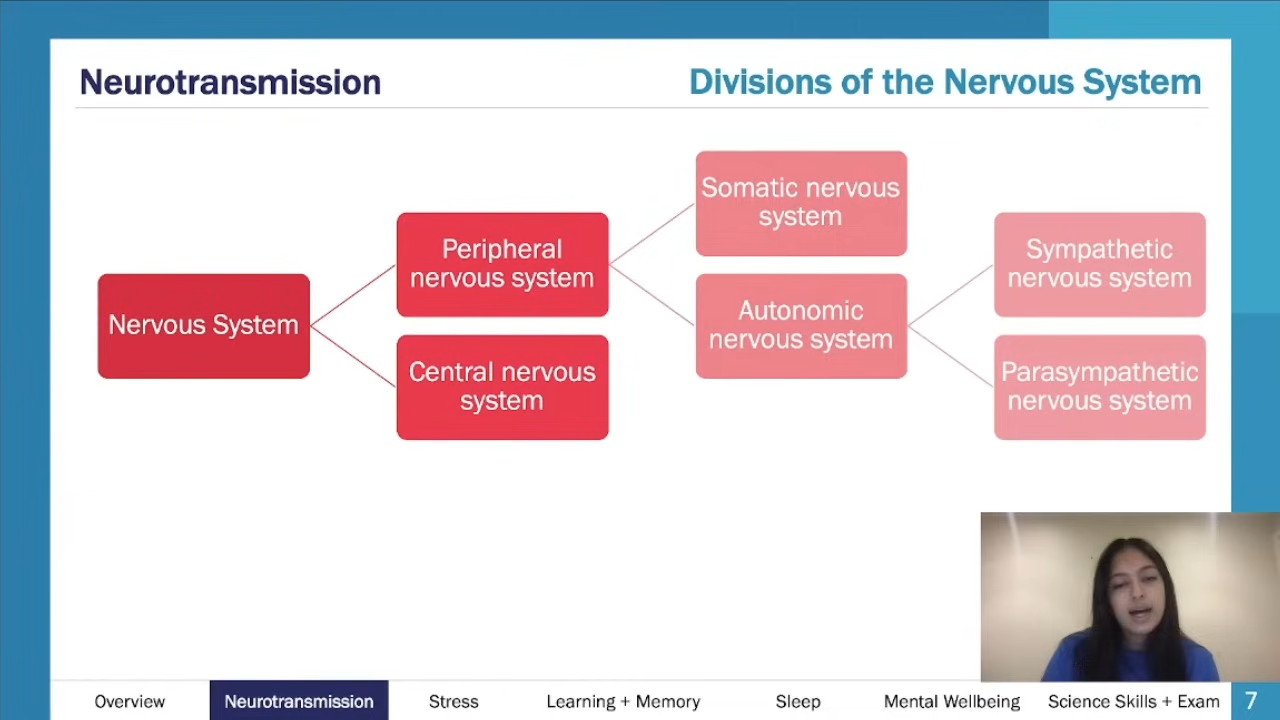 Neurotransmission
Divisions of the Nervous System
Nervous System
Peripheral
nervous system
Central nervous
system
Somatic nervous
system
Autonomic
nervous system
Sympathetic
nervous system
Parasympathetic
nervous system
Overview
Neurotransmission
Stress
Learning + Memory
Sleep
Mental Wellbeing
Science Skills + Exam
7